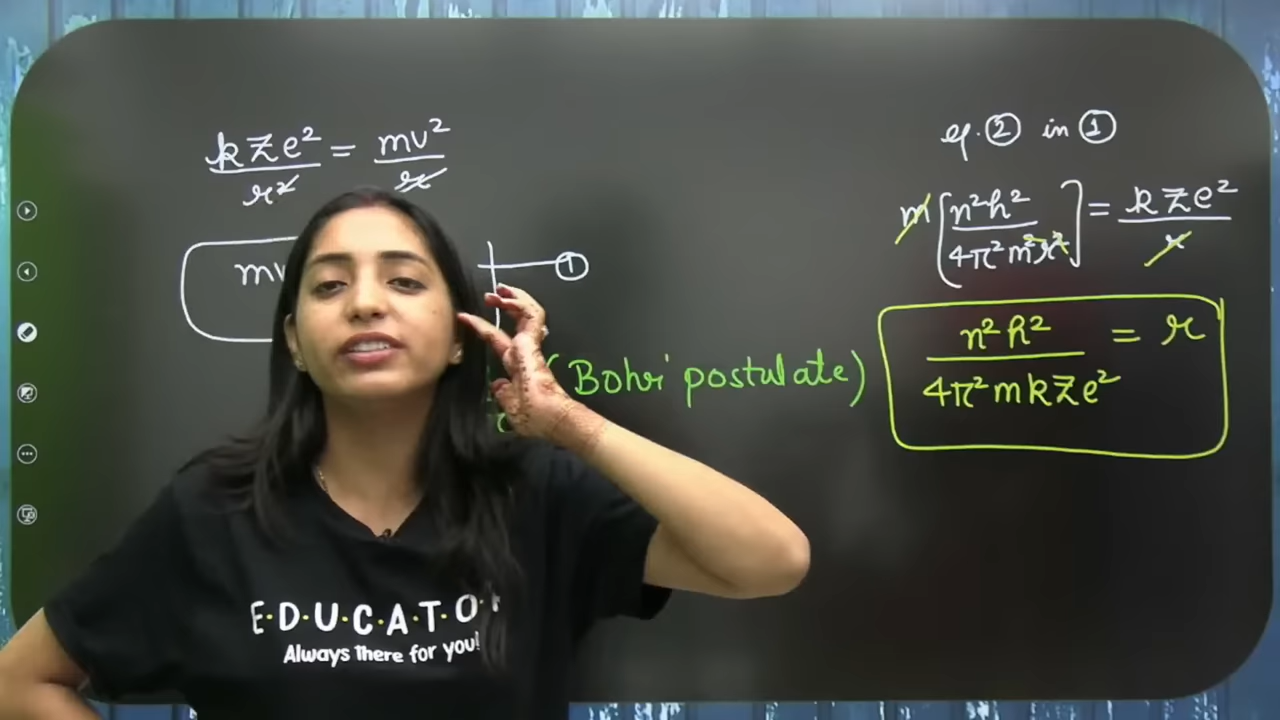 kZe²/r² = mv²/r
mv
①
(Bohr' postulate)
eq. ② in ①
m[n²h²/4π²m²r²] = kZe²/r
n²h²/4π²mkZe² = r
E·D·U·C·A·T·O
Always there for you!